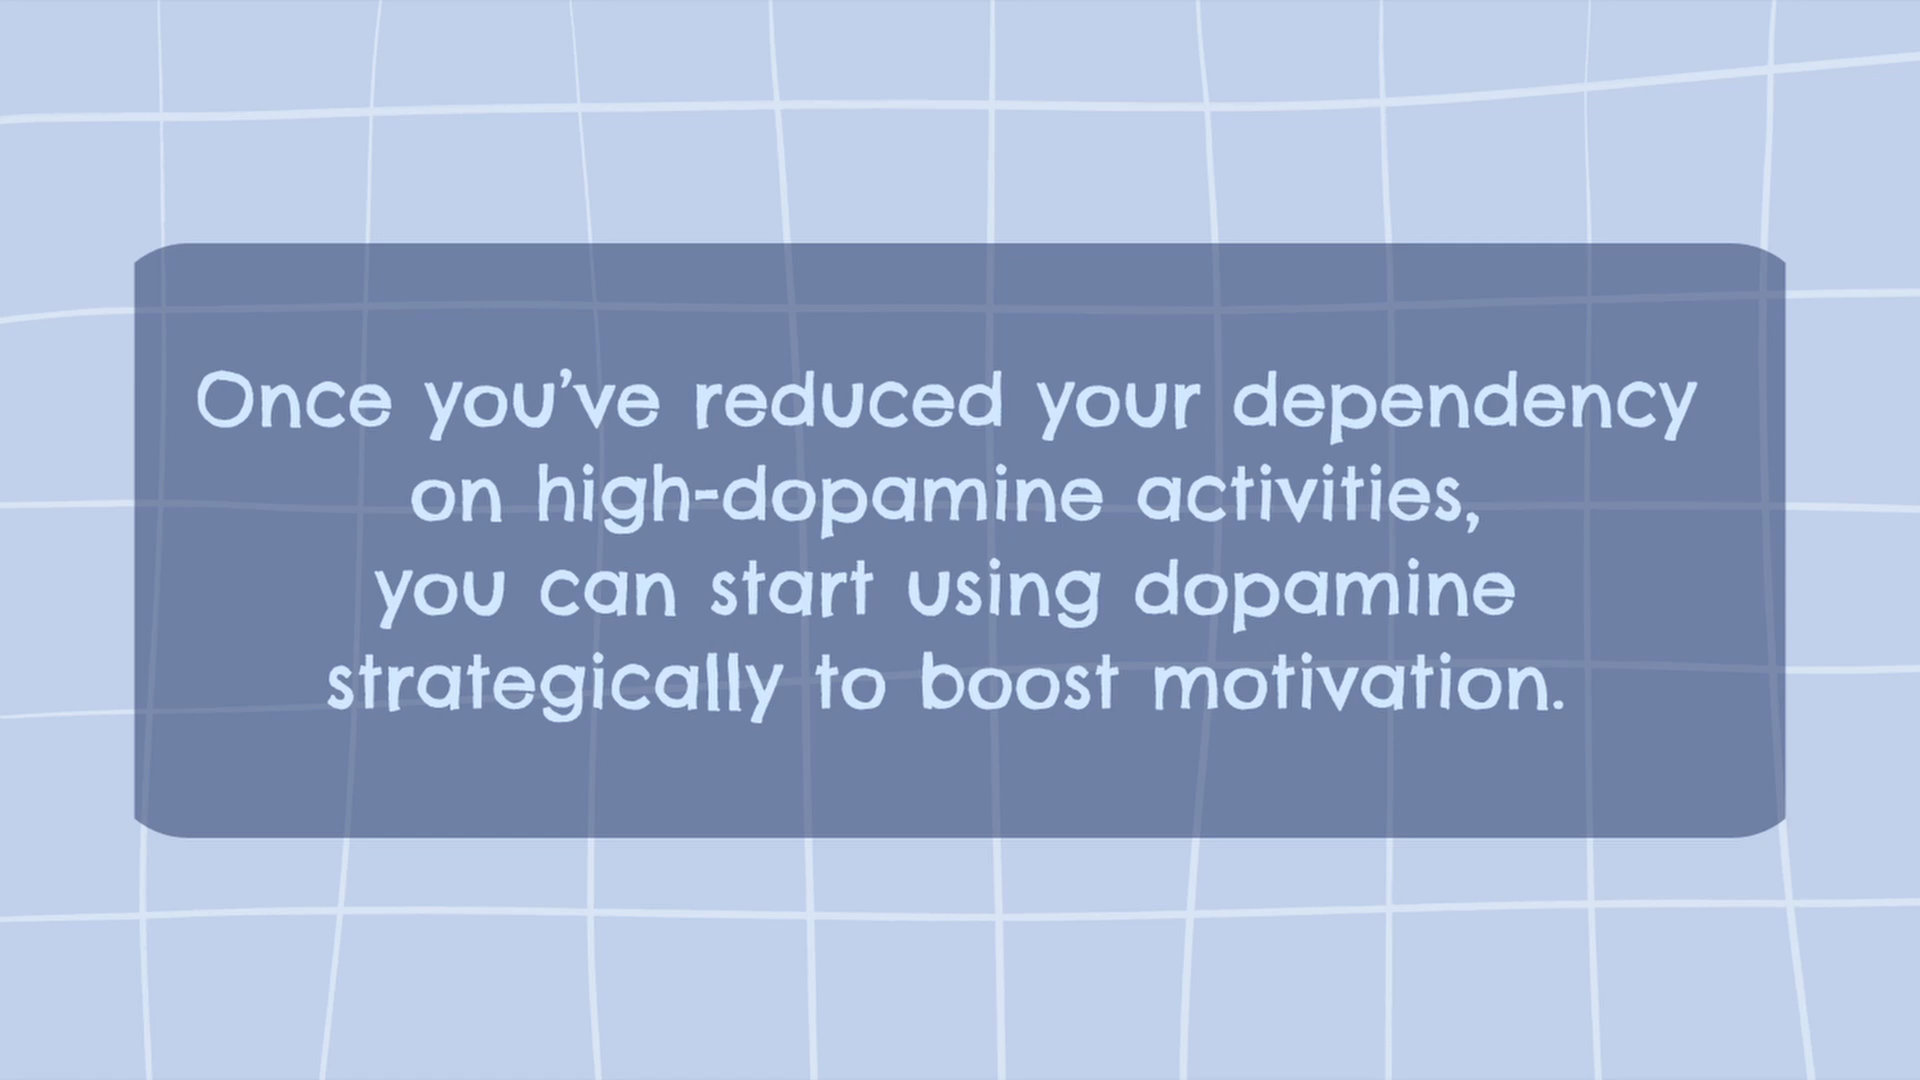 Once you’ve reduced your dependency
on high-dopamine activities,
you can start using dopamine
strategically to boost motivation.